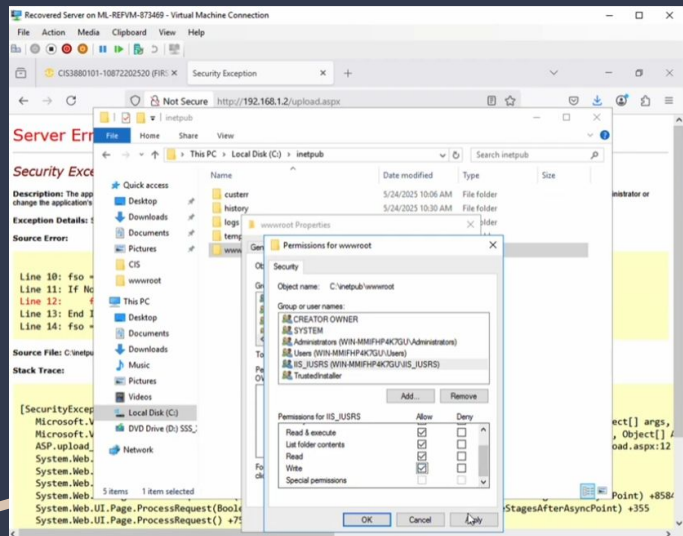 Recovered Server on ML-REFVM-873469 - Virtual Machine Connection
File Action Media Clipboard View Help
CIS3880101-10872202520 (FIR:
Security Exception
Not Secure http://192.168.1.2/upload.aspx
inetpub
File Home Share View
This PC > Local Disk (C:) > inetpub
Search inetpub
Server Err
Security Exce
Description: The app
change the application's
nistrator or
Exception Details:
Source Error:
Line 10: fso =
Line 11: If No
Line 12:
Line 13: End I
Line 14: fso =
Source File: C:\inetpu
Stack Trace:
[SecurityExcep
Microsoft.V
Microsoft.V
ASP.upload_
System.Web.
System.Web.
System.Web.
System.Web.
System.Web.UI.Page.ProcessRequest(Boole
System.Web.UI.Page.ProcessRequest() +75
ect[] args,
, Object[]
oad.aspx:12
Point) +858
StagesAfterAsyncPoint) +355
Quick access
Desktop
Downloads
Documents
Pictures
CIS
wwwroot
This PC
Desktop
Documents
Downloads
Music
Pictures
Videos
Local Disk (C:)
DVD Drive (D:) SSS_
Network
5 items 1 item selected
Name Date modified Type Size
custerr 5/24/2025 10:06 AM File folder
history 5/24/2025 10:30 AM File folder
logs
temp
www
wwwroot Properties
Gen
Permissions for wwwroot
Security
Object name: C:\inetpub\wwwroot
Group or user names:
CREATOR OWNER
SYSTEM
Administrators (WIN-MMIFHP4K7GU\Administrators)
Users (WIN-MMIFHP4K7GU\Users)
IIS_IUSRS (WIN-MMIFHP4K7GU\IIS_IUSRS)
TrustedInstaller
Add... Remove
Permissions for IIS_IUSRS Allow Deny
Read & execute
List folder contents
Read
Write
Special permissions
OK Cancel Apply